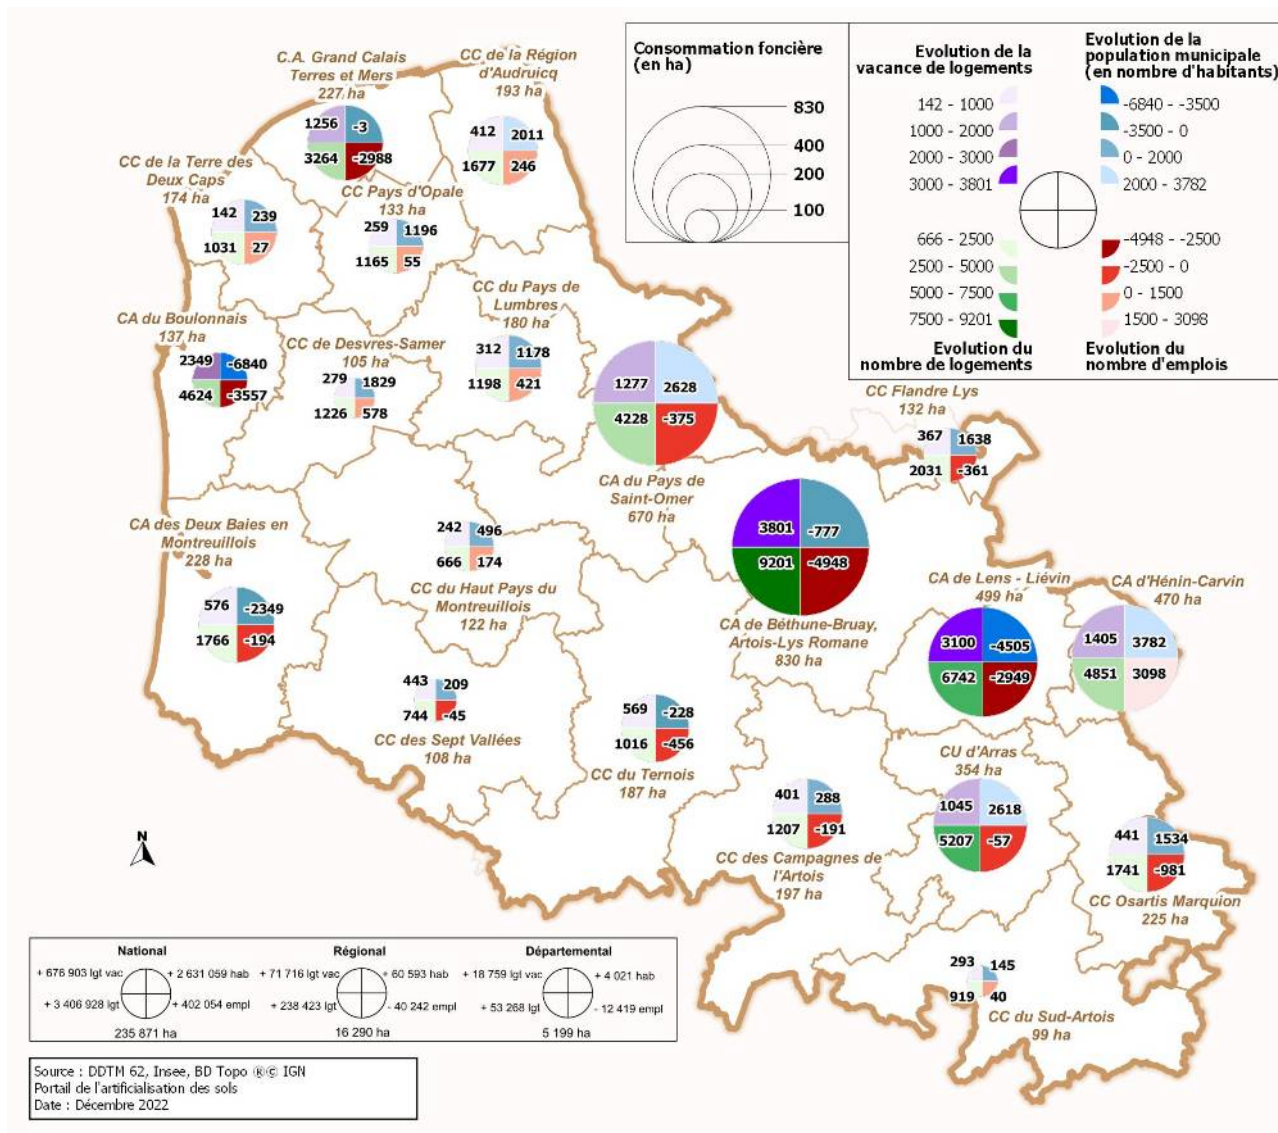 Consommation foncière
(en ha)
830
400
200
100
Evolution de la
vacance de logements
142 - 1000
1000 - 2000
2000 - 3000
3000 - 3801
Evolution de la
population municipale
(en nombre d'habitants)
-6840 - -3500
-3500 - 0
0 - 2000
2000 - 3782
666 - 2500
2500 - 5000
5000 - 7500
7500 - 9201
Evolution du
nombre de logements
-4948 - -2500
-2500 - 0
0 - 1500
1500 - 3098
Evolution du
nombre d'emplois
C.A. Grand Calais
Terres et Mers
227 ha
1256 -3
3264 -2988
CC de la Région
d'Audruicq
193 ha
412 2011
1677 246
CC de la Terre des
Deux Caps
174 ha
142 239
1031 27
CC Pays d'Opale
133 ha
259 1196
1165 55
CA du Boulonnais
137 ha
2349 -6840
4624 -3557
CC de Desvres-Samer
105 ha
279 1829
1226 578
CC du Pays de
Lumbres
180 ha
312 1178
1198 421
1277 2628
4228 -375
CA du Pays de
Saint-Omer
670 ha
CC Flandre Lys
132 ha
367 1638
2031 -361
CA des Deux Baies en
Montreuillois
228 ha
576 -2349
1766 -194
242 496
666 174
CC du Haut Pays du
Montreuillois
122 ha
3801 -777
9201 -4948
CA de Béthune-Bruay,
Artois-Lys Romane
830 ha
CA de Lens - Liévin
499 ha
3100 -4505
6742 -2949
CA d'Hénin-Carvin
470 ha
1405 3782
4851 3098
443 209
744 -45
CC des Sept Vallées
108 ha
569 -228
1016 -456
CC du Ternois
187 ha
401 288
1207 -191
CC des Campagnes de
l'Artois
197 ha
CU d'Arras
354 ha
1045 2618
5207 -57
441 1534
1741 -981
CC Osartis Marquion
225 ha
293 145
919 40
CC du Sud-Artois
99 ha
N
National
+ 676 903 lgt vac + 2 631 059 hab
+ 3 406 928 lgt + 402 054 empl
235 871 ha
Régional
+ 71 716 lgt vac + 60 593 hab
+ 238 423 lgt - 40 242 empl
16 290 ha
Départemental
+ 18 759 lgt vac + 4 021 hab
+ 53 268 lgt - 12 419 empl
5 199 ha
Source : DDTM 62, Insee, BD Topo ®© IGN
Portail de l'artificialisation des sols
Date : Décembre 2022